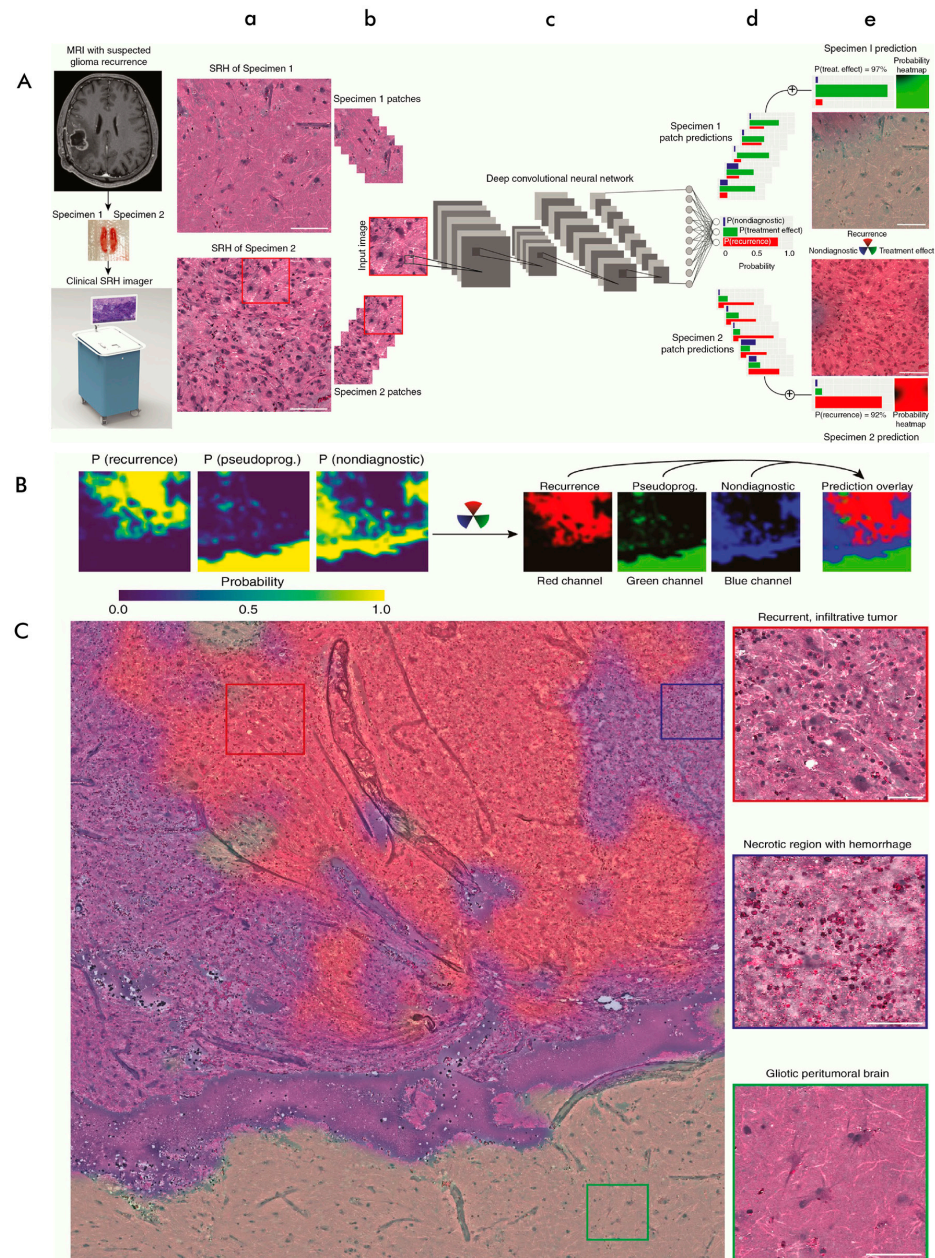 a
b
c
d
e
A
MRI with suspected
glioma recurrence
Specimen 1
Specimen 2
Clinical SRH imager
SRH of Specimen 1
SRH of Specimen 2
Specimen 1 patches
Input image
Specimen 2 patches
Deep convolutional neural network
Specimen 1
patch predictions
P(nondiagnostic)
P(treatment effect)
P(recurrence)
0
0.5
1.0
Probability
Specimen 2
patch predictions
Specimen I prediction
P(treat. effect) = 97%
Probability
heatmap
Recurrence
Nondiagnostic
Treatment effect
P(recurrence) = 92%
Probability
heatmap
Specimen 2 prediction
B
P (recurrence)
P (pseudoprog.)
P (nondiagnostic)
Probability
0.0
0.5
1.0
Recurrence
Pseudoprog.
Nondiagnostic
Prediction overlay
Red channel
Green channel
Blue channel
C
Recurrent, infiltrative tumor
Necrotic region with hemorrhage
Gliotic peritumoral brain